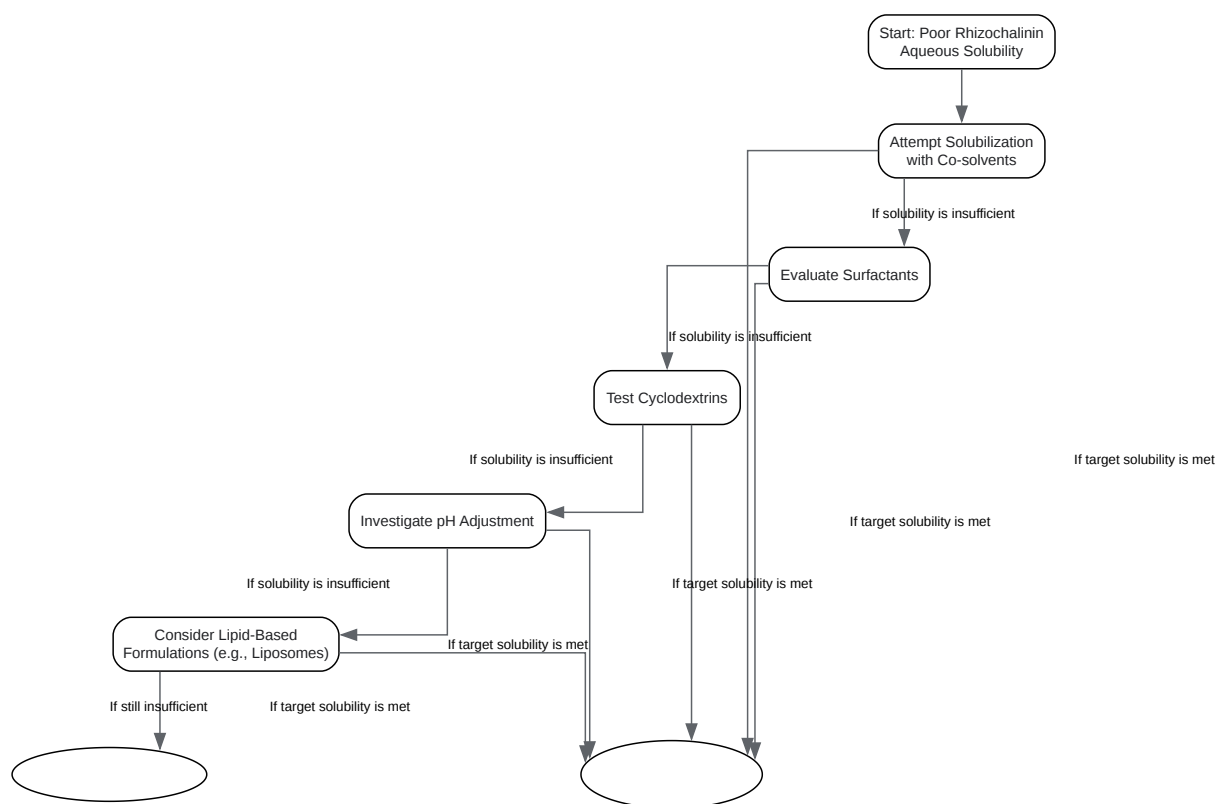 Start: Poor Rhizochalinin
Aqueous Solubility
Attempt Solubilization
with Co-solvents
If solubility is insufficient
Evaluate Surfactants
If solubility is insufficient
Test Cyclodextrins
If solubility is insufficient
If target solubility is met
Investigate pH Adjustment
If target solubility is met
If solubility is insufficient
If target solubility is met
Consider Lipid-Based
Formulations (e.g., Liposomes)
If target solubility is met
If still insufficient
If target solubility is met